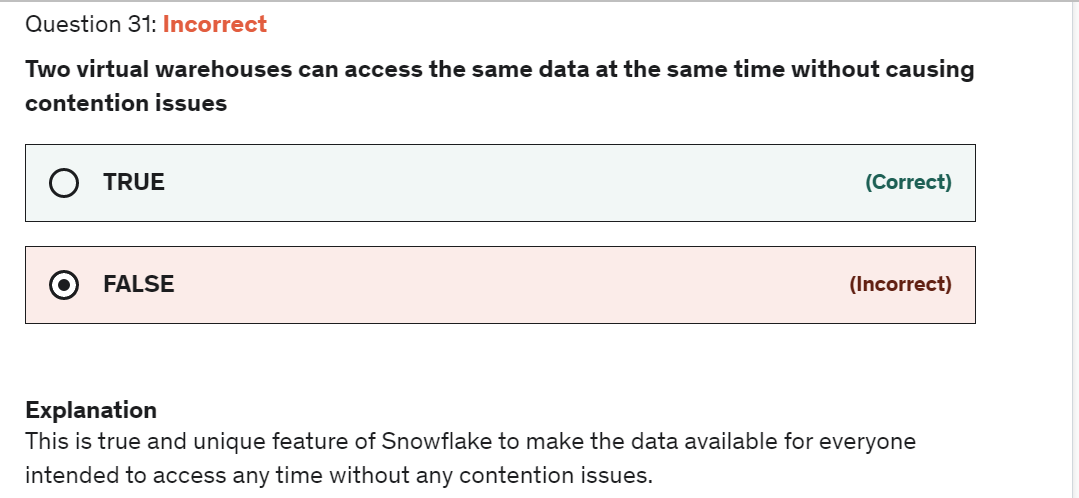 Question 31: Incorrect
Two virtual warehouses can access the same data at the same time without causing
contention issues
TRUE (Correct)
FALSE (Incorrect)
Explanation
This is true and unique feature of Snowflake to make the data available for everyone
intended to access any time without any contention issues.